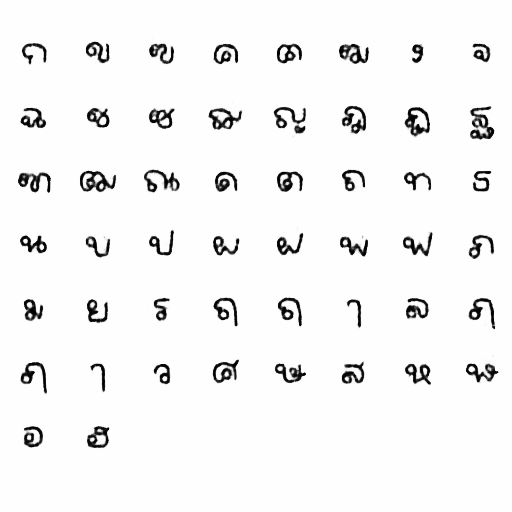 ก ข ฃ ค ฅ ฆ ง จ
ฉ ช ซ ฌ ญ ฎ ฏ ฐ
ฑ ฒ ณ ด ต ถ ท ธ
น บ ป ผ ฝ พ ฟ ภ
ม ย ร ฤ ฤ ๅ ล ฦ
ฦ ๅ ว ศ ษ ส ห ฬ
อ ฮ